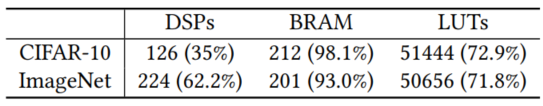 DSPs BRAM LUTs
CIFAR-10 126 (35%) 212 (98.1%) 51444 (72.9%)
ImageNet 224 (62.2%) 201 (93.0%) 50656 (71.8%)